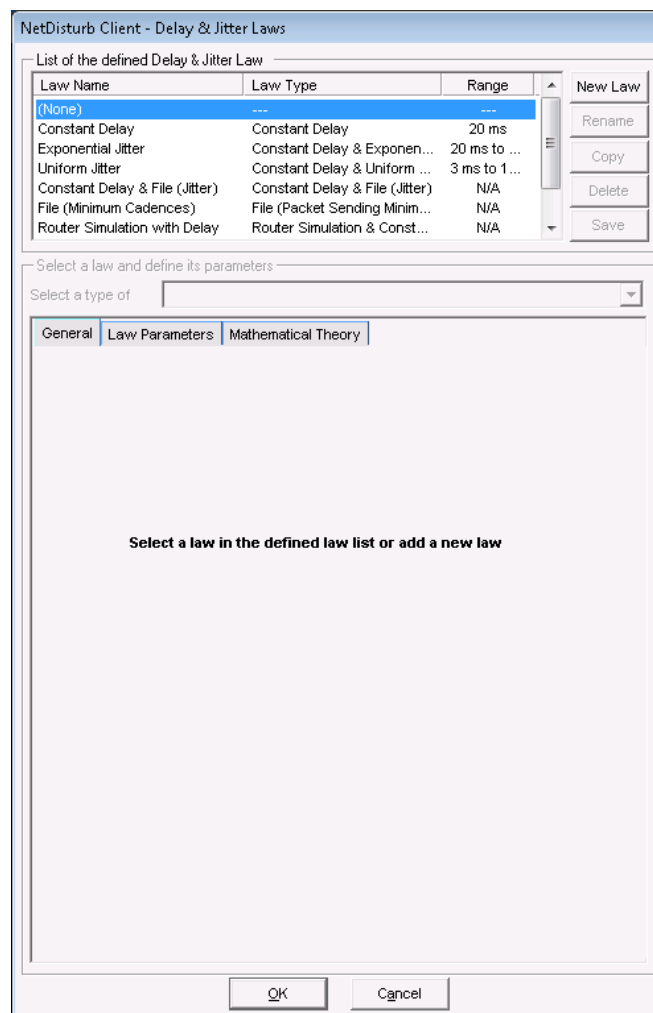 NetDisturb Client - Delay & Jitter Laws
List of the defined Delay & Jitter Law
Law Name Law Type Range
(None) --- ---
Constant Delay Constant Delay 20 ms
Exponential Jitter Constant Delay & Exponen... 20 ms to ...
Uniform Jitter Constant Delay & Uniform ... 3 ms to 1...
Constant Delay & File (Jitter) Constant Delay & File (Jitter) N/A
File (Minimum Cadences) File (Packet Sending Minim... N/A
Router Simulation with Delay Router Simulation & Const... N/A
New Law
Rename
Copy
Delete
Save
Select a law and define its parameters
Select a type of
General Law Parameters Mathematical Theory
Select a law in the defined law list or add a new law
OK Cancel